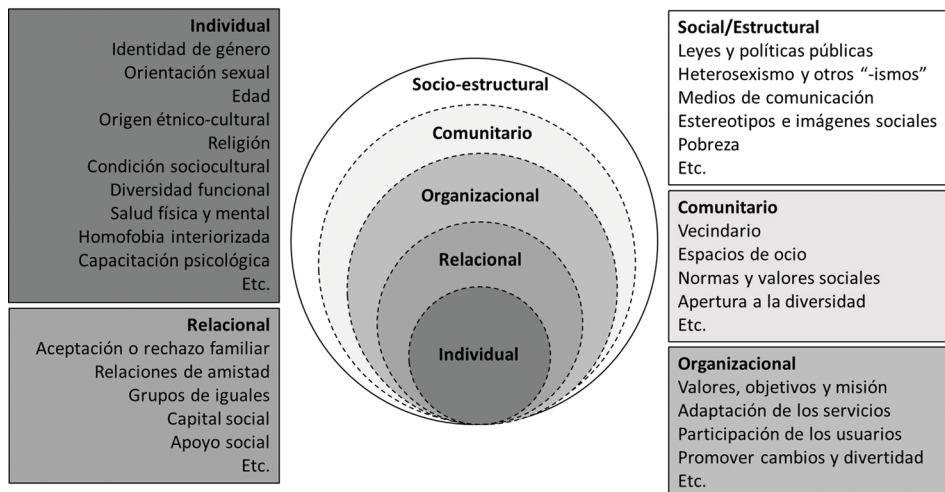 Individual
Identidad de género
Orientación sexual
Edad
Origen étnico-cultural
Religión
Condición sociocultural
Diversidad funcional
Salud física y mental
Homofobia interiorizada
Capacitación psicológica
Etc.
Relacional
Aceptación o rechazo familiar
Relaciones de amistad
Grupos de iguales
Capital social
Apoyo social
Etc.
Socio-estructural
Comunitario
Organizacional
Relacional
Individual
Social/Estructural
Leyes y políticas públicas
Heterosexismo y otros “-ismos”
Medios de comunicación
Estereotipos e imágenes sociales
Pobreza
Etc.
Comunitario
Vecindario
Espacios de ocio
Normas y valores sociales
Apertura a la diversidad
Etc.
Organizacional
Valores, objetivos y misión
Adaptación de los servicios
Participación de los usuarios
Promover cambios y divertidad
Etc.